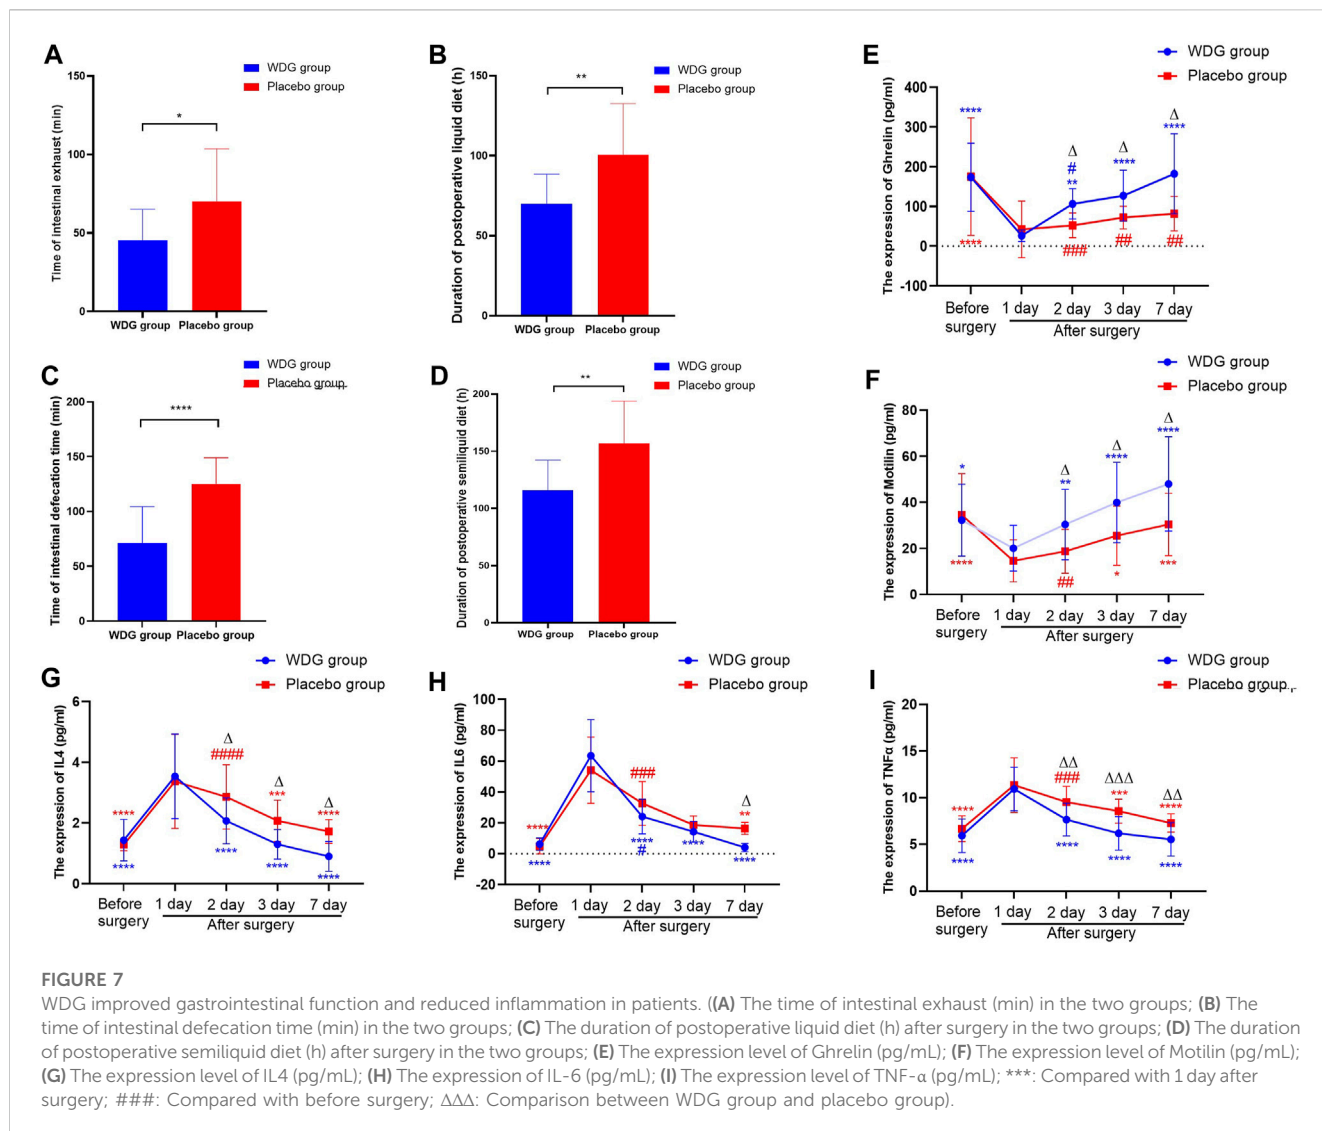 A
WDG group
Placebo group
Time of intestinal exhaust (min)
150
100
50
0
*
WDG group Placebo group
B
WDG group
Placebo group
Duration of postoperative liquid diet (h)
150
100
50
0
**
WDG group Placebo group
E
WDG group
Placebo group
The expression of Ghrelin (pg/ml)
400
300
200
100
0
-100
**** Δ ****
Δ # **
Δ ****
**** ### ## ##
Before surgery 1 day 2 day 3 day 7 day
After surgery
C
WDG group
Placebo group
Time of intestinal defecation time (min)
200
150
100
50
0
****
WDG group Placebo group
D
WDG group
Placebo group
Duration of postoperative semiliquid diet (h)
200
150
100
50
0
**
WDG group Placebo group
F
WDG group
Placebo group
The expression of Motilin (pg/ml)
80
60
40
20
0
* Δ ** Δ **** Δ ****
**** ## * ***
Before surgery 1 day 2 day 3 day 7 day
After surgery
G
WDG group
Placebo group
The expression of IL4 (pg/ml)
6
4
2
0
**** Δ #### Δ *** Δ ****
**** **** **** ****
Before surgery 1 day 2 day 3 day 7 day
After surgery
H
WDG group
Placebo group
The expression of IL6 (pg/ml)
100
80
60
40
20
0
-20
**** ### Δ **
**** **** # **** ****
Before surgery 1 day 2 day 3 day 7 day
After surgery
I
WDG group
Placebo group
The expression of TNFα (pg/ml)
20
15
10
5
0
**** ΔΔ ### ΔΔΔ *** ΔΔ ****
**** **** **** ****
Before surgery 1 day 2 day 3 day 7 day
After surgery
FIGURE 7
WDG improved gastrointestinal function and reduced inflammation in patients. ((A) The time of intestinal exhaust (min) in the two groups; (B) The
time of intestinal defecation time (min) in the two groups; (C) The duration of postoperative liquid diet (h) after surgery in the two groups; (D) The duration
of postoperative semiliquid diet (h) after surgery in the two groups; (E) The expression level of Ghrelin (pg/mL); (F) The expression level of Motilin (pg/mL);
(G) The expression level of IL4 (pg/mL); (H) The expression of IL-6 (pg/mL); (I) The expression level of TNF-α (pg/mL); ***: Compared with 1 day after
surgery; ###: Compared with before surgery; ΔΔΔ: Comparison between WDG group and placebo group).